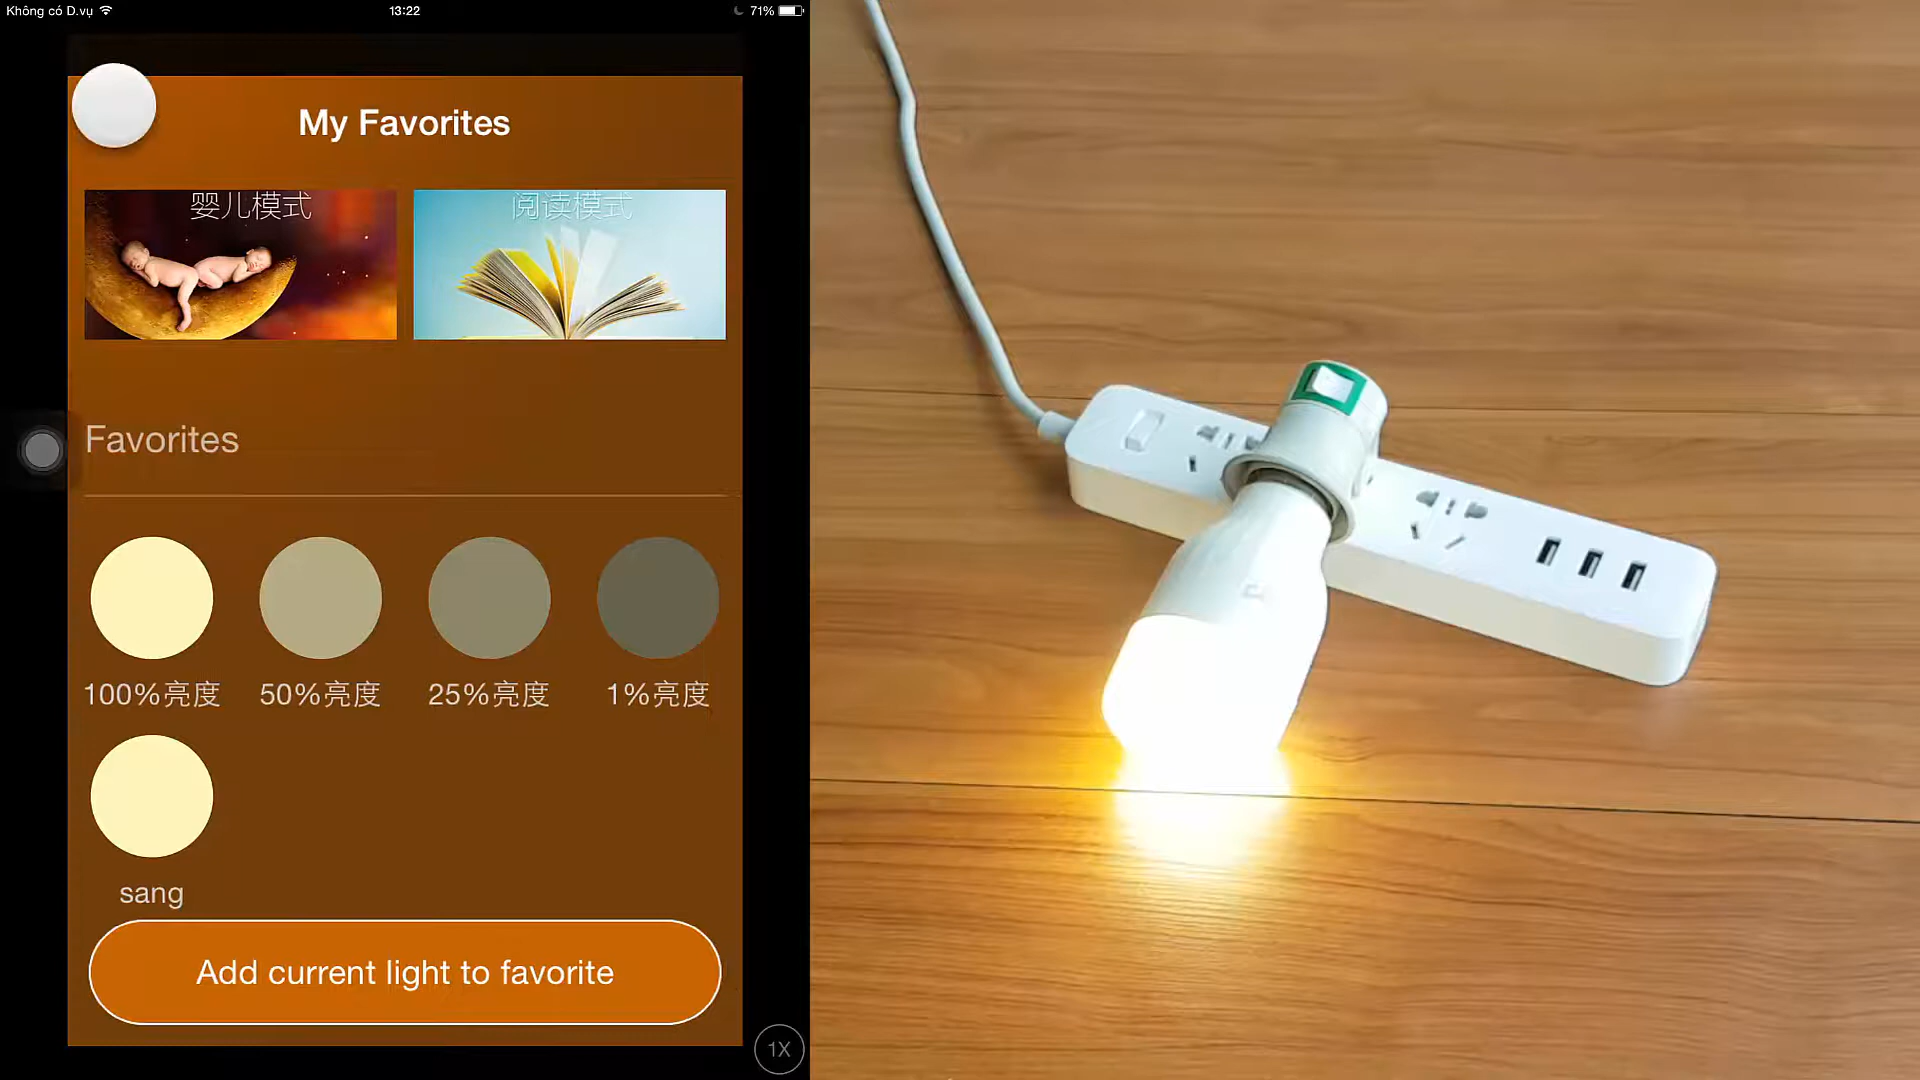 Không có D.vụ
13:22
71%
My Favorites
婴儿模式
阅读模式
Favorites
100%亮度
50%亮度
25%亮度
1%亮度
sang
Add current light to favorite
1X